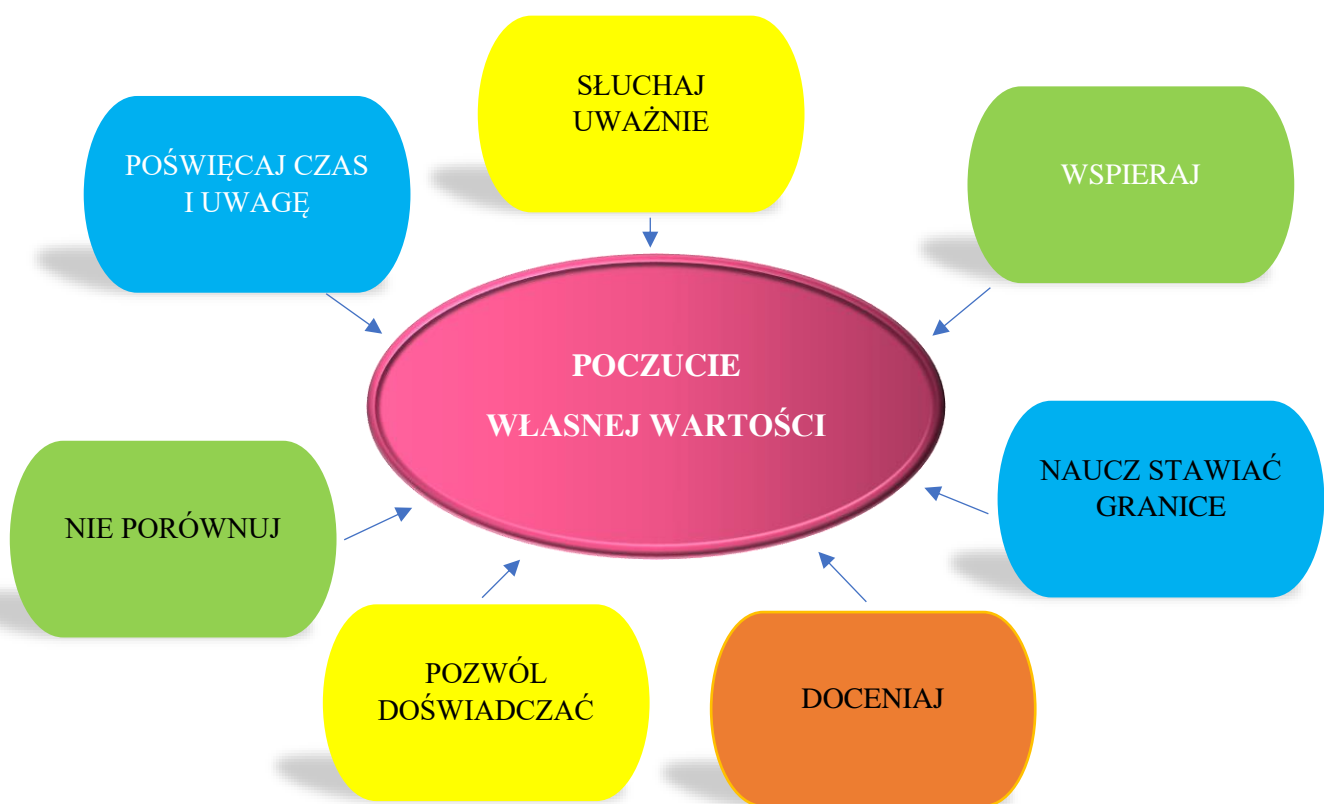 SŁUCHAJ
UWAŻNIE
POŚWIĘCAJ CZAS
I UWAGĘ
WSPIERAJ
POCZUCIE
WŁASNEJ WARTOŚCI
NAUCZ STAWIAĆ
GRANICE
NIE PORÓWNUJ
POZWÓL
DOŚWIADCZAĆ
DOCENIAJ